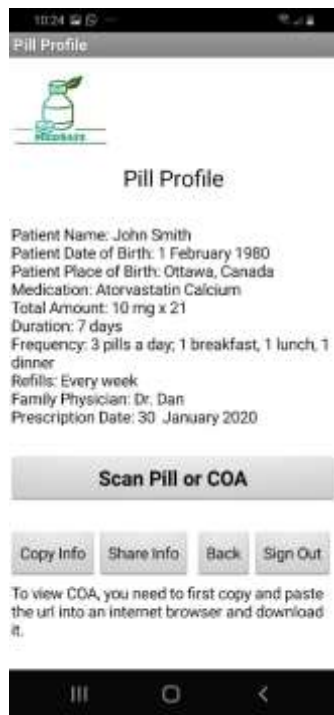 10:24
Pill Profile
MEDSAFE
Pill Profile
Patient Name: John Smith
Patient Date of Birth: 1 February 1980
Patient Place of Birth: Ottawa, Canada
Medication: Atorvastatin Calcium
Total Amount: 10 mg x 21
Duration: 7 days
Frequency: 3 pills a day; 1 breakfast, 1 lunch, 1
dinner
Refills: Every week
Family Physician: Dr. Dan
Prescription Date: 30 January 2020
Scan Pill or COA
Copy Info Share Info Back Sign Out
To view COA, you need to first copy and paste
the url into an internet browser and download
it.